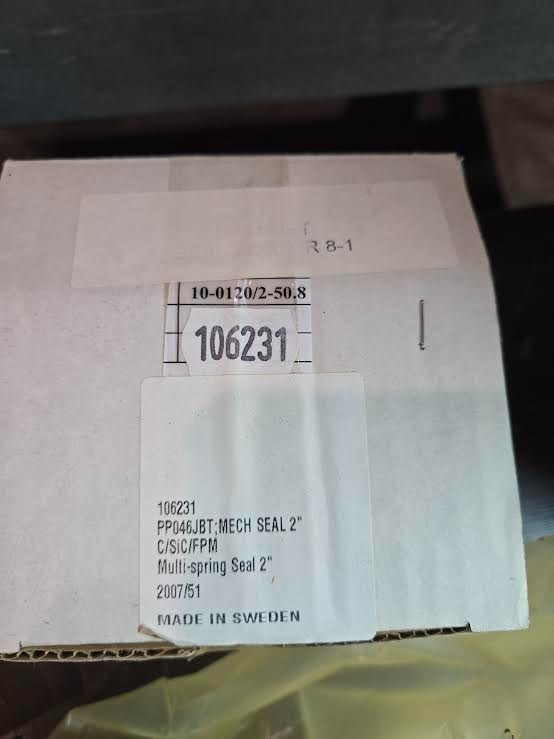 R 8-1
10-0120/2-50.8
106231
106231
PP046JBT;MECH SEAL 2"
C/SiC/FPM
Multi-spring Seal 2"
2007/51
MADE IN SWEDEN